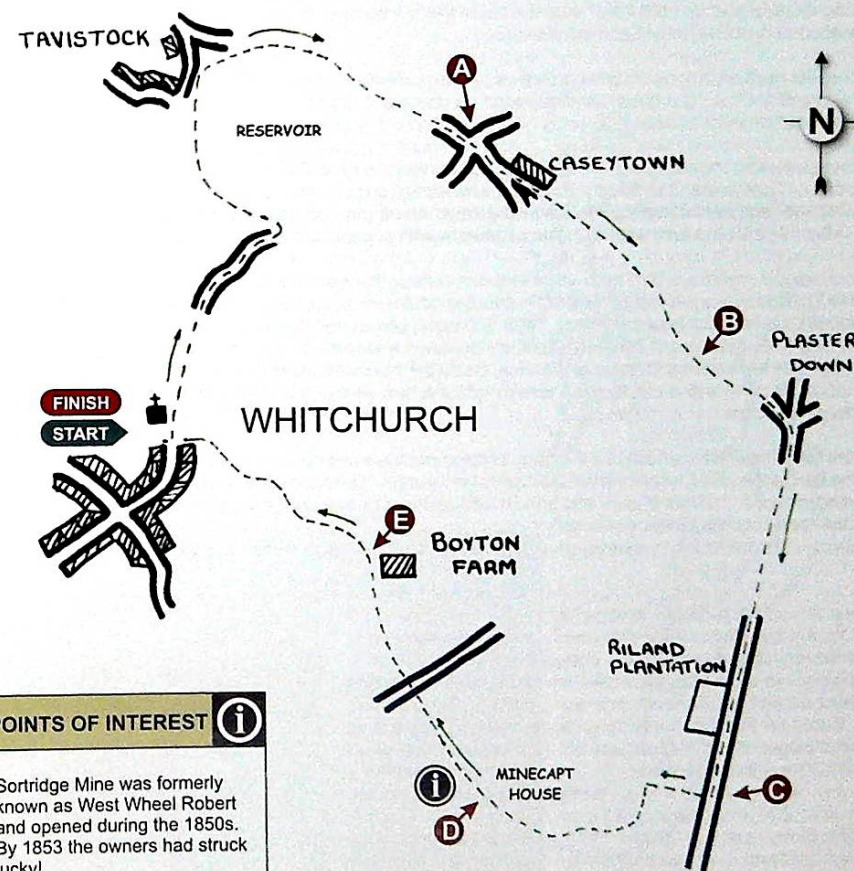 TAVISTOCK
A
RESERVOIR
N
CASEYTOWN
B
PLASTER
DOWN
FINISH
START
WHITCHURCH
E
BOYTON
FARM
RILAND
PLANTATION
POINTS OF INTEREST i
Sortridge Mine was formerly
known as West Wheel Robert
and opened during the 1850s.
By 1853 the owners had struck
lucky!
i
MINECAPT
HOUSE
C
D